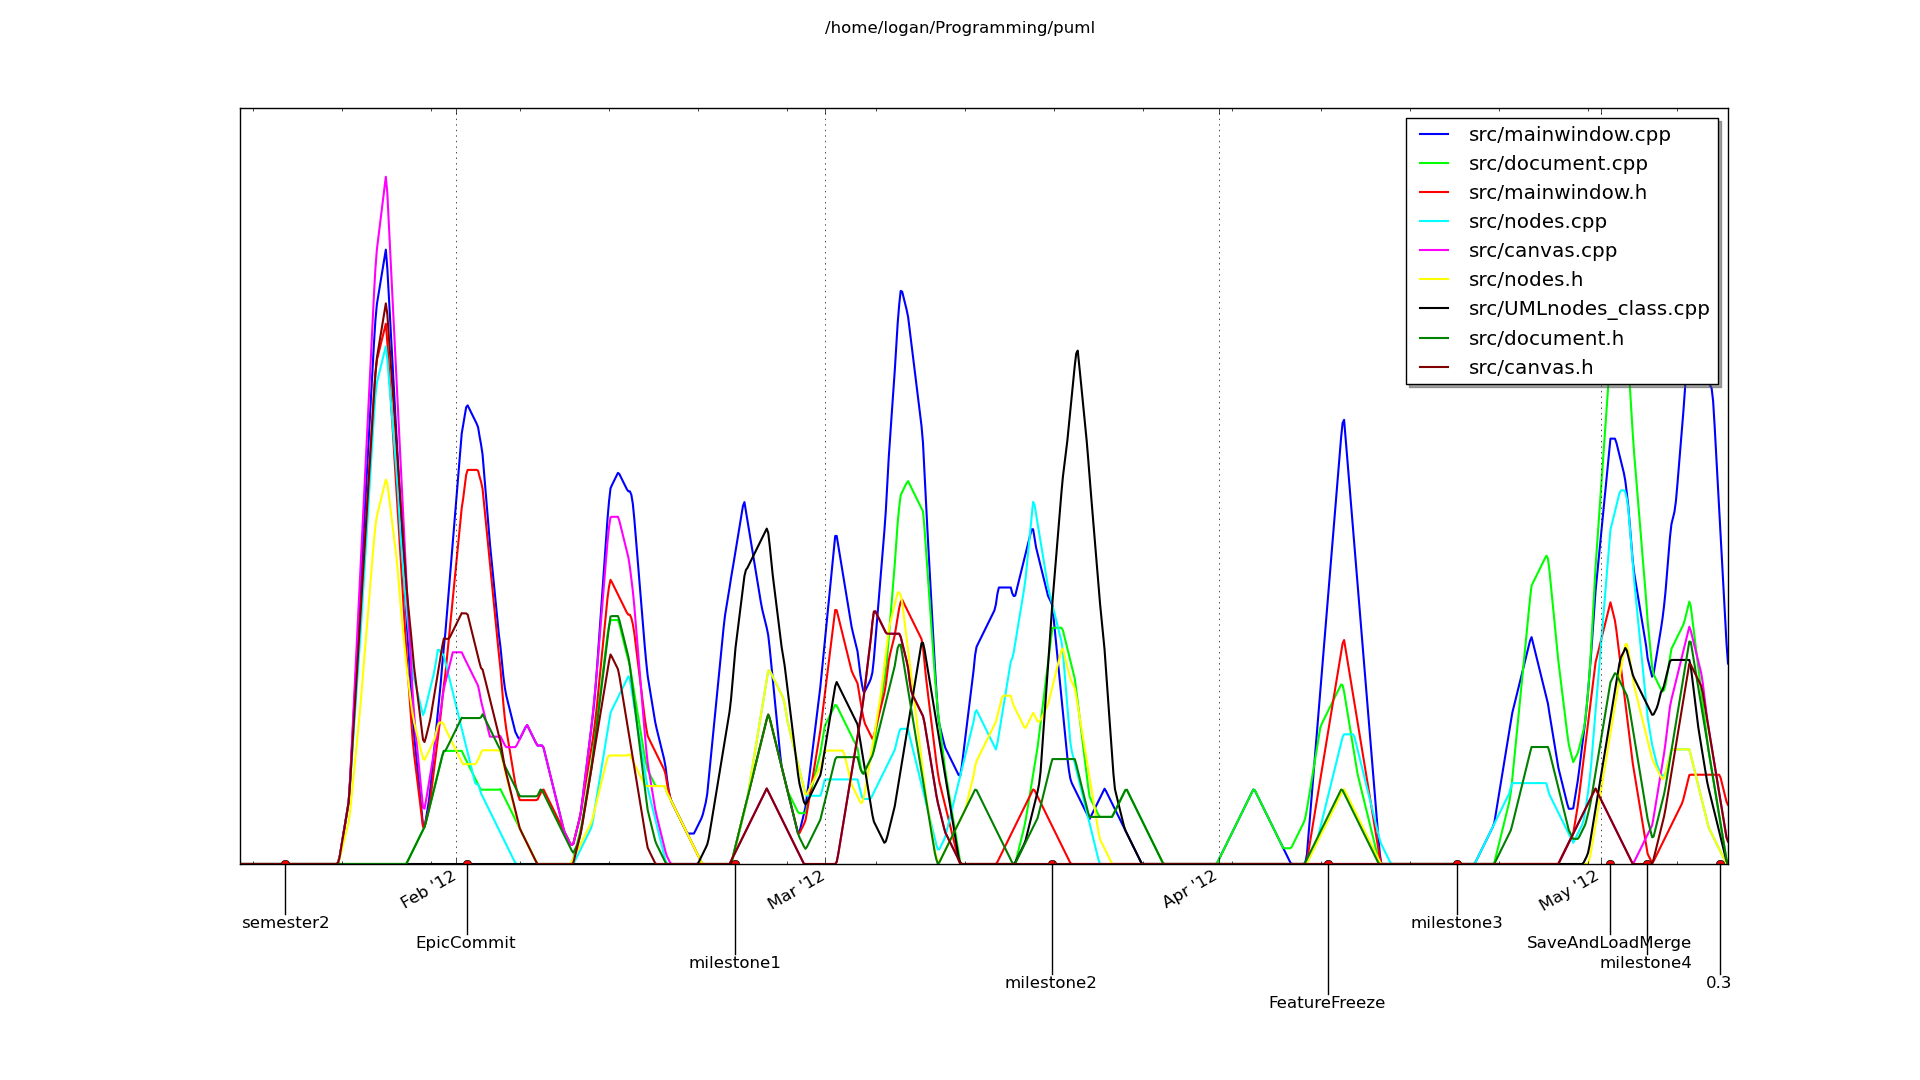 /home/logan/Programming/puml
src/mainwindow.cpp
src/document.cpp
src/mainwindow.h
src/nodes.cpp
src/canvas.cpp
src/nodes.h
src/UMLnodes_class.cpp
src/document.h
src/canvas.h
Feb '12
Mar '12
Apr '12
May '12
semester2
EpicCommit
milestone1
milestone2
FeatureFreeze
milestone3
SaveAndLoadMerge
milestone4
0.3